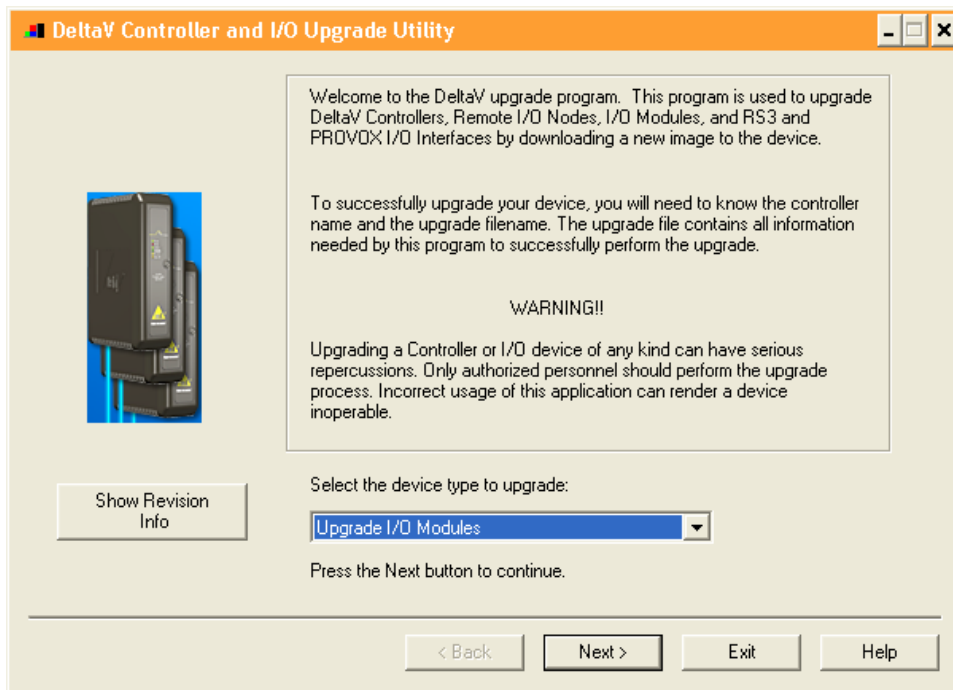 DeltaV Controller and I/O Upgrade Utility
Welcome to the DeltaV upgrade program.  This program is used to upgrade
DeltaV Controllers, Remote I/O Nodes, I/O Modules, and RS3 and
PROVOX I/O Interfaces by downloading a new image to the device.
To successfully upgrade your device, you will need to know the controller
name and the upgrade filename. The upgrade file contains all information
needed by this program to successfully perform the upgrade.
WARNING!!
Upgrading a Controller or I/O device of any kind can have serious
repercussions. Only authorized personnel should perform the upgrade
process. Incorrect usage of this application can render a device
inoperable.
Show Revision
Info
Select the device type to upgrade:
Upgrade I/O Modules
Press the Next button to continue.
< Back
Next >
Exit
Help